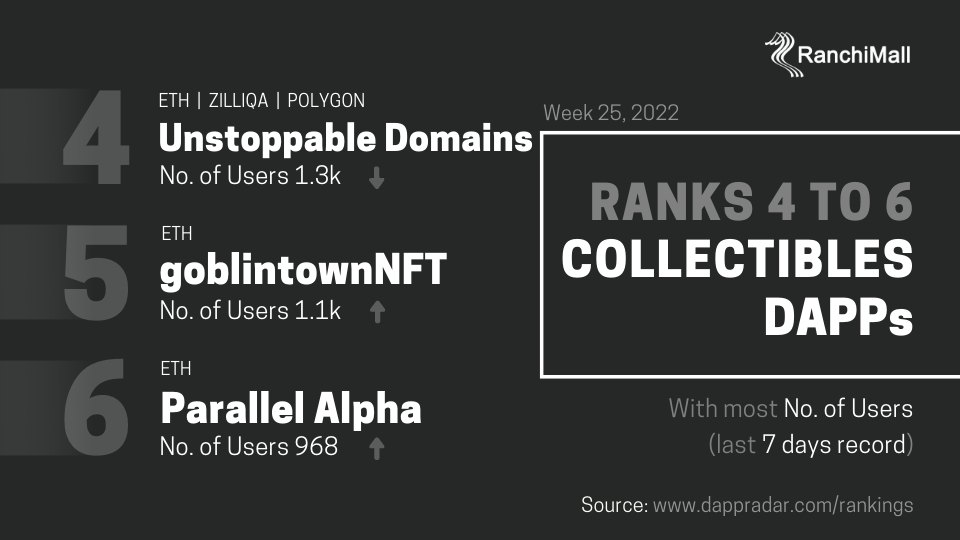 RanchiMall
4
ETH | ZILLIQA | POLYGON
Unstoppable Domains
No. of Users 1.3k
5
ETH
goblintownNFT
No. of Users 1.1k
6
ETH
Parallel Alpha
No. of Users 968
Week 25, 2022
RANKS 4 TO 6
COLLECTIBLES
DAPPs
With most No. of Users
(last 7 days record)
Source: www.dappradar.com/rankings